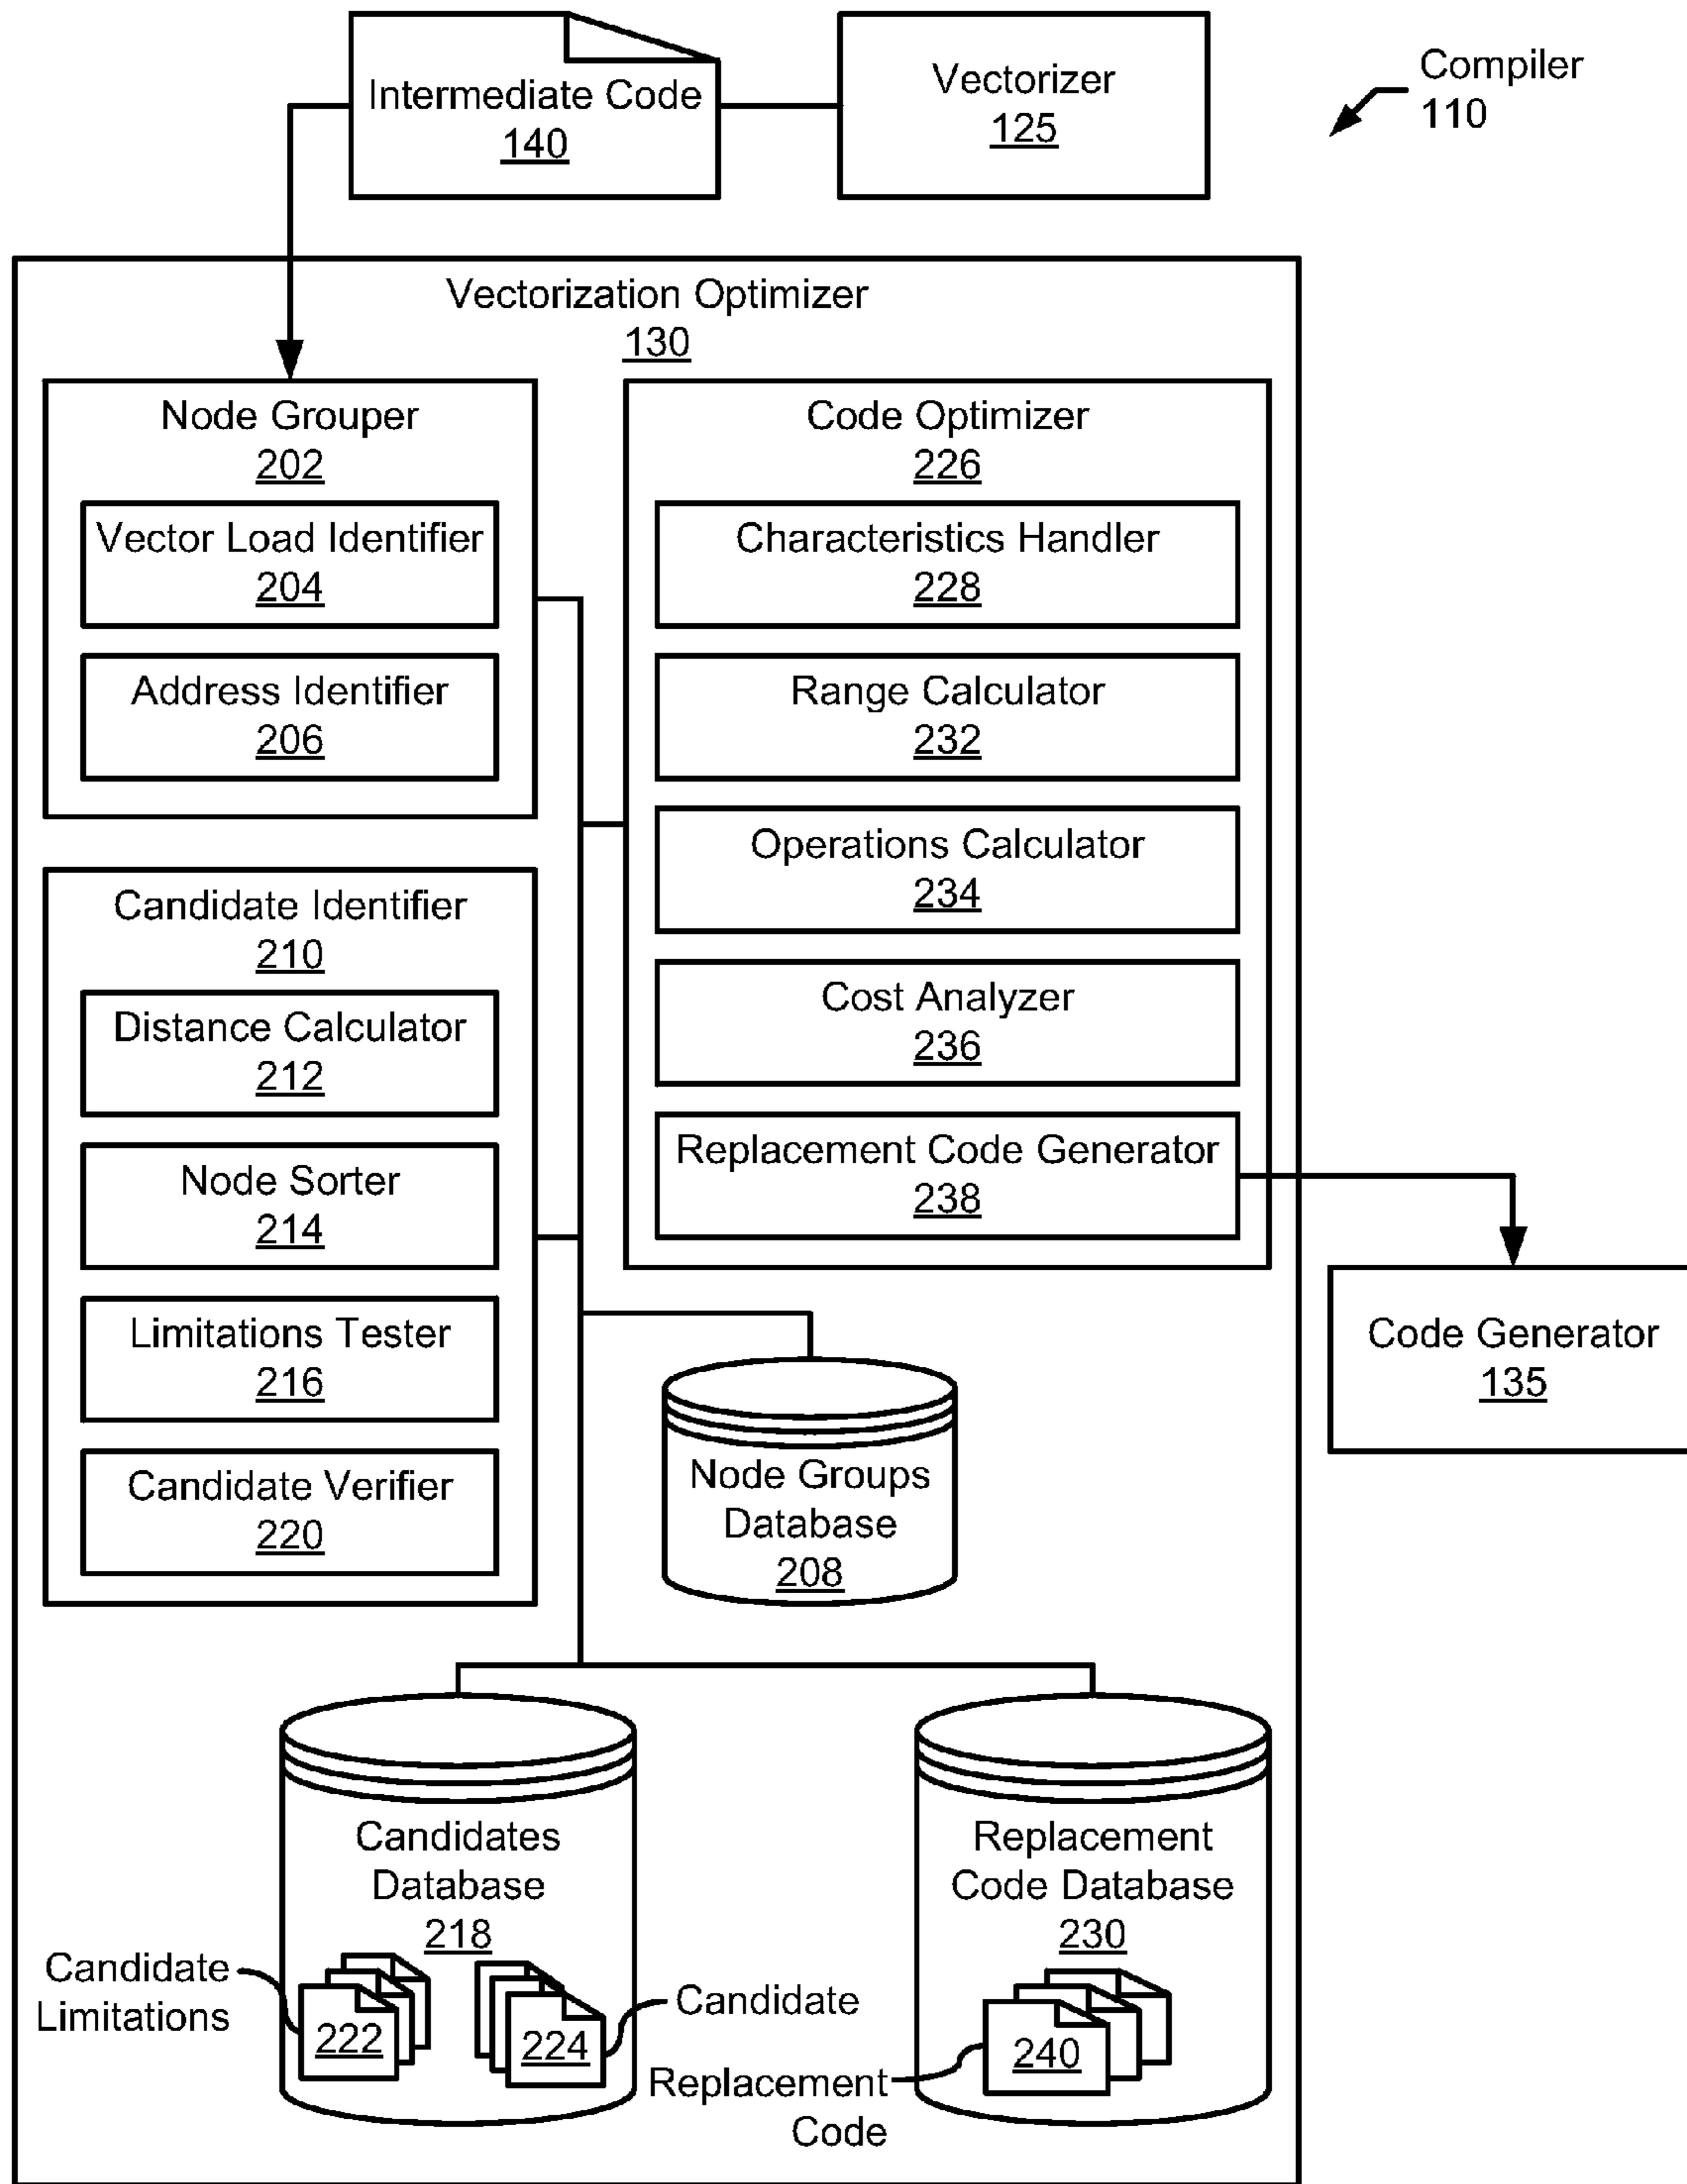 Intermediate Code
140
Vectorizer
125
Compiler
110
Vectorization Optimizer
130
Node Grouper
202
Vector Load Identifier
204
Address Identifier
206
Candidate Identifier
210
Distance Calculator
212
Node Sorter
214
Limitations Tester
216
Candidate Verifier
220
Code Optimizer
226
Characteristics Handler
228
Range Calculator
232
Operations Calculator
234
Cost Analyzer
236
Replacement Code Generator
238
Code Generator
135
Node Groups
Database
208
Candidates
Database
218
Candidate
Limitations
222
224
Candidate
Replacement
Code Database
230
Replacement
Code
240